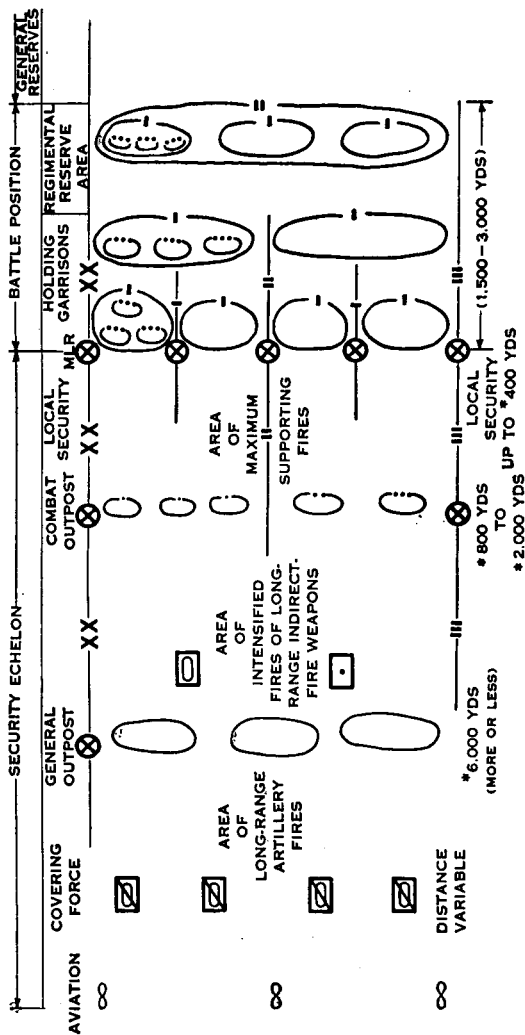 SECURITY ECHELON
BATTLE POSITION
GENERAL
RESERVES
AVIATION
COVERING
FORCE
GENERAL
OUTPOST
COMBAT
OUTPOST
LOCAL
SECURITY
MLR
HOLDING
GARRISONS
REGIMENTAL
RESERVE
AREA
XX
XX
XX
AREA
OF
LONG-RANGE
ARTILLERY
FIRES
AREA
OF
INTENSIFIED
FIRES OF LONG-
RANGE INDIRECT-
FIRE WEAPONS
AREA
OF
MAXIMUM
SUPPORTING
FIRES
DISTANCE
VARIABLE
*6,000 YDS
(MORE OR LESS)
*800 YDS
TO
*2,000 YDS
LOCAL
SECURITY
UP TO *400 YDS
(1,500-3,000 YDS)